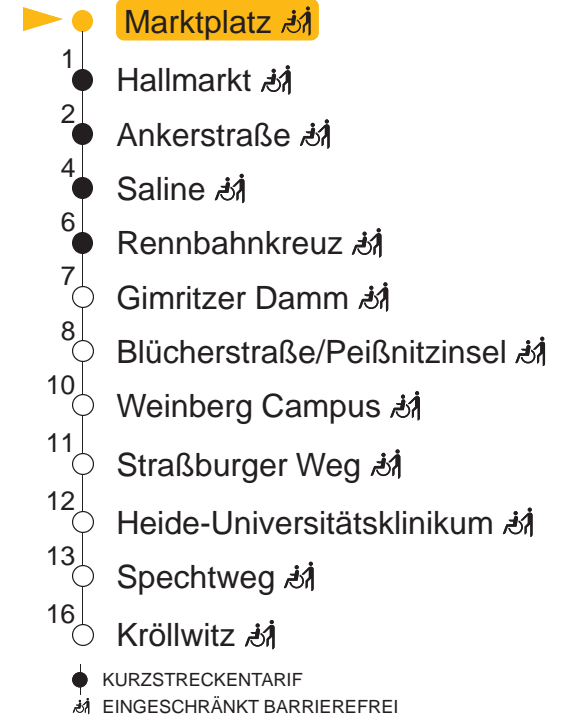 Marktplatz
1
Hallmarkt
2
Ankerstraße
4
Saline
6
Rennbahnkreuz
7
Gimritzer Damm
8
Blücherstraße/Peißnitzinsel
10
Weinberg Campus
11
Straßburger Weg
12
Heide-Universitätsklinikum
13
Spechtweg
16
Kröllwitz
KURZSTRECKENTARIF
EINGESCHRÄNKT BARRIEREFREI